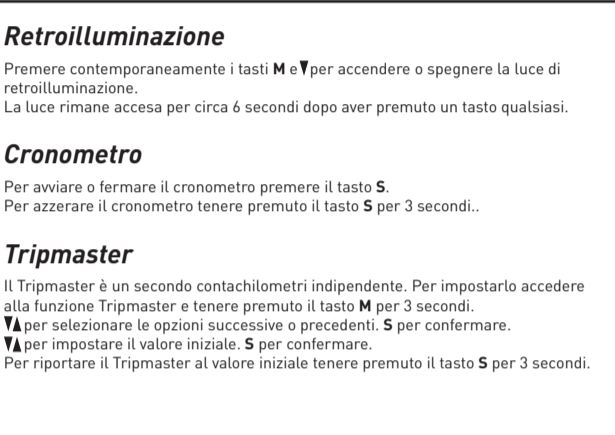 Retroilluminazione
Premere contemporaneamente i tasti M e▼per accendere o spegnere la luce di
retroilluminazione.
La luce rimane accesa per circa 6 secondi dopo aver premuto un tasto qualsiasi.
Cronometro
Per avviare o fermare il cronometro premere il tasto S.
Per azzerare il cronometro tenere premuto il tasto S per 3 secondi..
Tripmaster
Il Tripmaster è un secondo contachilometri indipendente. Per impostarlo accedere
alla funzione Tripmaster e tenere premuto il tasto M per 3 secondi.
▼▲per selezionare le opzioni successive o precedenti. S per confermare.
▼▲per impostare il valore iniziale. S per confermare.
Per riportare il Tripmaster al valore iniziale tenere premuto il tasto S per 3 secondi.